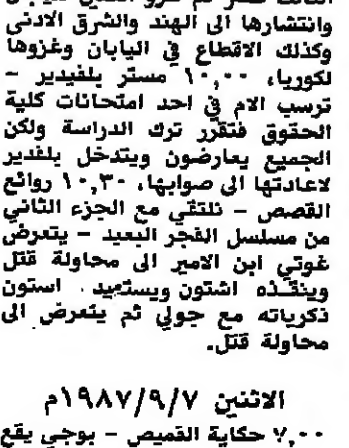 وانتشارها الى الهند والشرق الادنى
وكذلك الاقطاع في اليابان وغزوها
لكوريا، ١٠,٠٠ مستر بلفيدير –
ترسب الام في احد امتحانات كلية
الحقوق فتقرر ترك الدراسة ولكن
الجميع يعارضون ويتدخل بلفدير
لاعادتها الى صوابها، ١٠,٣٠ روائع
القصص – نلتقي مع الجزء الثاني
من مسلسل الفجر البعيد – يتعرض
غوتي ابن الامير الى محاولة قتل
وينقذه اشتون ويستعيد استون
ذكرياته مع جولي ثم يتعرض الى
محاولة قتل.
الاثنين ١٩٨٧/٩/٧م
٧,٠٠ حكاية القميص – بوجي يقع